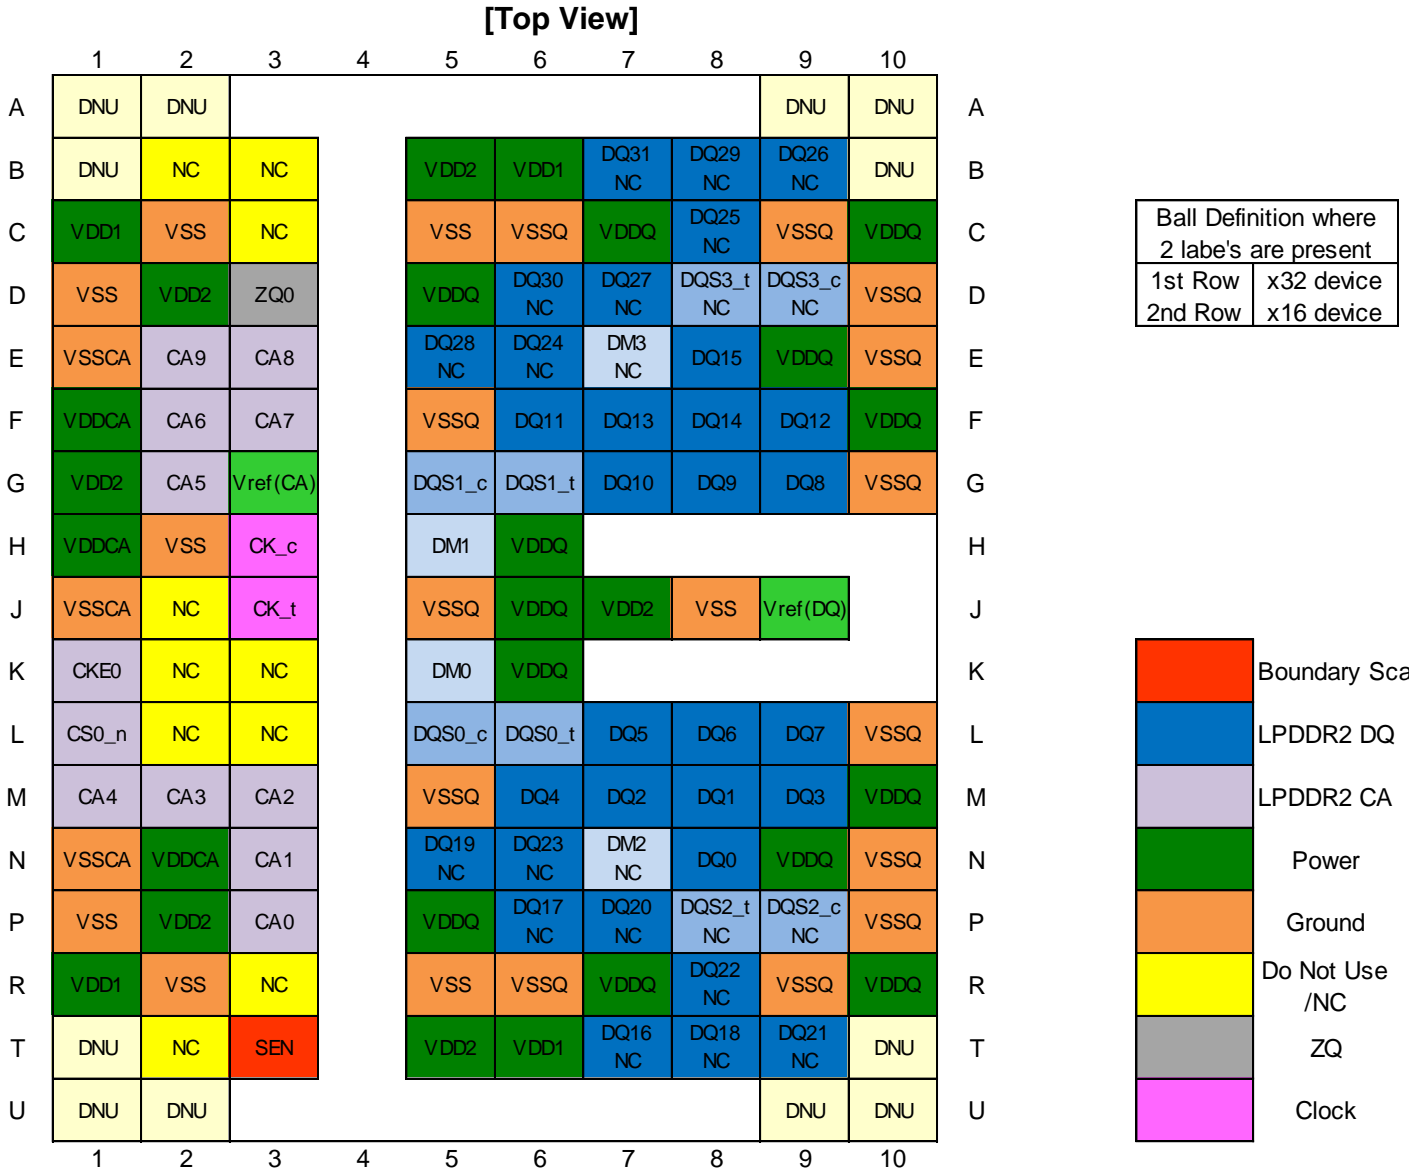 [Top View]
1 2 3 4 5 6 7 8 9 10
A DNU DNU DNU DNU A
B DNU NC NC VDD2 VDD1 DQ31 NC DQ29 NC DQ26 NC DNU B
C VDD1 VSS NC VSS VSSQ VDDQ DQ25 NC VSSQ VDDQ C
D VSS VDD2 ZQ0 VDDQ DQ30 NC DQ27 NC DQS3_t NC DQS3_c NC VSSQ D
E VSSCA CA9 CA8 DQ28 NC DQ24 NC DM3 NC DQ15 VDDQ VSSQ E
F VDDCA CA6 CA7 VSSQ DQ11 DQ13 DQ14 DQ12 VDDQ F
G VDD2 CA5 Vref(CA) DQS1_c DQS1_t DQ10 DQ9 DQ8 VSSQ G
H VDDCA VSS CK_c DM1 VDDQ H
J VSSCA NC CK_t VSSQ VDDQ VDD2 VSS Vref(DQ) J
K CKE0 NC NC DM0 VDDQ K
L CS0_n NC NC DQS0_c DQS0_t DQ5 DQ6 DQ7 VSSQ L
M CA4 CA3 CA2 VSSQ DQ4 DQ2 DQ1 DQ3 VDDQ M
N VSSCA VDDCA CA1 DQ19 NC DQ23 NC DM2 NC DQ0 VDDQ VSSQ N
P VSS VDD2 CA0 VDDQ DQ17 NC DQ20 NC DQS2_t NC DQS2_c NC VSSQ P
R VDD1 VSS NC VSS VSSQ VDDQ DQ22 NC VSSQ VDDQ R
T DNU NC SEN VDD2 VDD1 DQ16 NC DQ18 NC DQ21 NC DNU T
U DNU DNU DNU DNU U
1 2 3 4 5 6 7 8 9 10
Ball Definition where
2 labe's are present
1st Row x32 device
2nd Row x16 device
Boundary Sca
LPDDR2 DQ
LPDDR2 CA
Power
Ground
Do Not Use
/NC
ZQ
Clock